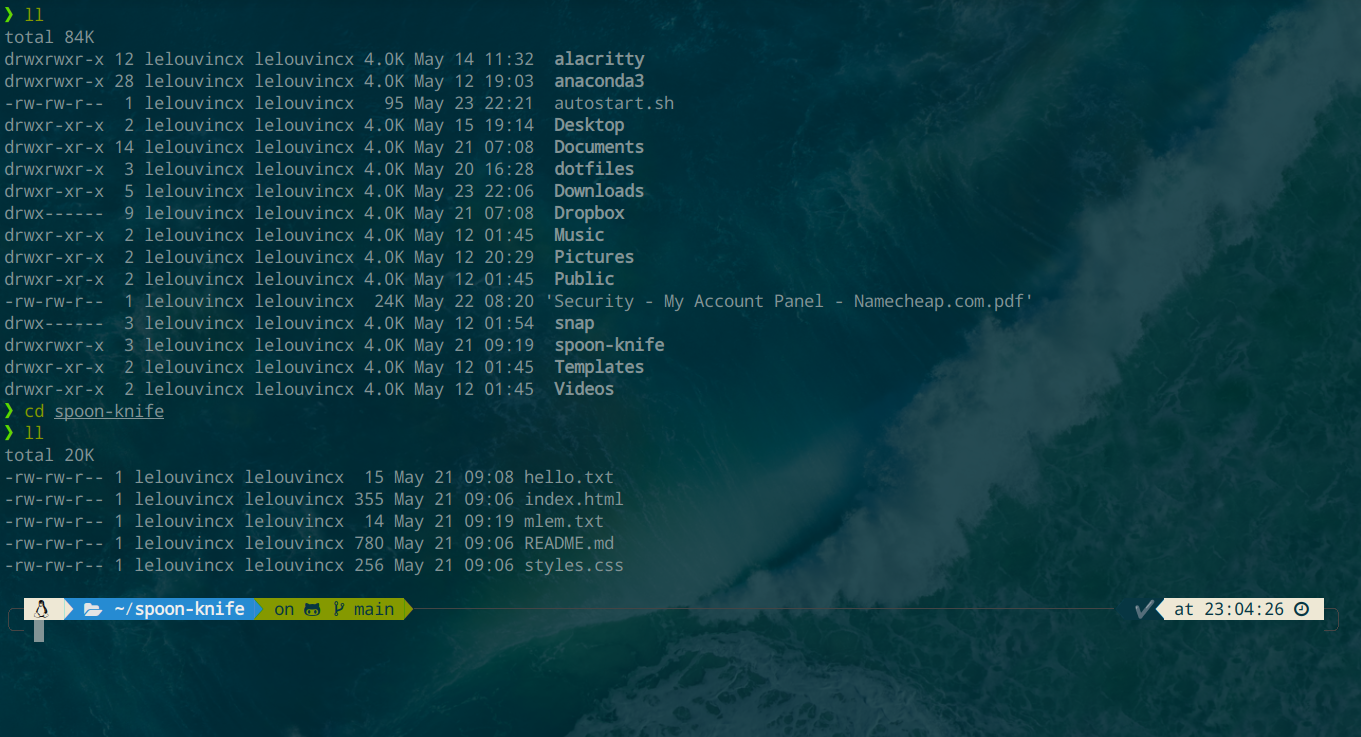 ❯ ll
total 84K
drwxrwxr-x 12 lelouvincx lelouvincx 4.0K May 14 11:32  alacritty
drwxrwxr-x 28 lelouvincx lelouvincx 4.0K May 12 19:03  anaconda3
-rw-rw-r--  1 lelouvincx lelouvincx   95 May 23 22:21  autostart.sh
drwxr-xr-x  2 lelouvincx lelouvincx 4.0K May 15 19:14  Desktop
drwxr-xr-x 14 lelouvincx lelouvincx 4.0K May 21 07:08  Documents
drwxrwxr-x  3 lelouvincx lelouvincx 4.0K May 20 16:28  dotfiles
drwxr-xr-x  5 lelouvincx lelouvincx 4.0K May 23 22:06  Downloads
drwx------  9 lelouvincx lelouvincx 4.0K May 21 07:08  Dropbox
drwxr-xr-x  2 lelouvincx lelouvincx 4.0K May 12 01:45  Music
drwxr-xr-x  2 lelouvincx lelouvincx 4.0K May 12 20:29  Pictures
drwxr-xr-x  2 lelouvincx lelouvincx 4.0K May 12 01:45  Public
-rw-rw-r--  1 lelouvincx lelouvincx  24K May 22 08:20 'Security - My Account Panel - Namecheap.com.pdf'
drwx------  3 lelouvincx lelouvincx 4.0K May 12 01:54  snap
drwxrwxr-x  3 lelouvincx lelouvincx 4.0K May 21 09:19  spoon-knife
drwxr-xr-x  2 lelouvincx lelouvincx 4.0K May 12 01:45  Templates
drwxr-xr-x  2 lelouvincx lelouvincx 4.0K May 12 01:45  Videos
❯ cd spoon-knife
❯ ll
total 20K
-rw-rw-r-- 1 lelouvincx lelouvincx  15 May 21 09:08 hello.txt
-rw-rw-r-- 1 lelouvincx lelouvincx 355 May 21 09:06 index.html
-rw-rw-r-- 1 lelouvincx lelouvincx  14 May 21 09:19 mlem.txt
-rw-rw-r-- 1 lelouvincx lelouvincx 780 May 21 09:06 README.md
-rw-rw-r-- 1 lelouvincx lelouvincx 256 May 21 09:06 styles.css
~/spoon-knife on main ✔ at 23:04:26